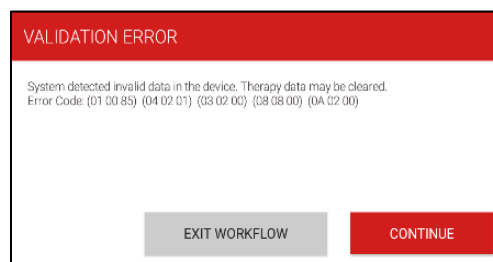 VALIDATION ERROR
System detected invalid data in the device. Therapy data may be cleared.
Error Code: (01 00 85) (04 02 01) (03 02 00) (08 08 00) (0A 02 00)
EXIT WORKFLOW
CONTINUE